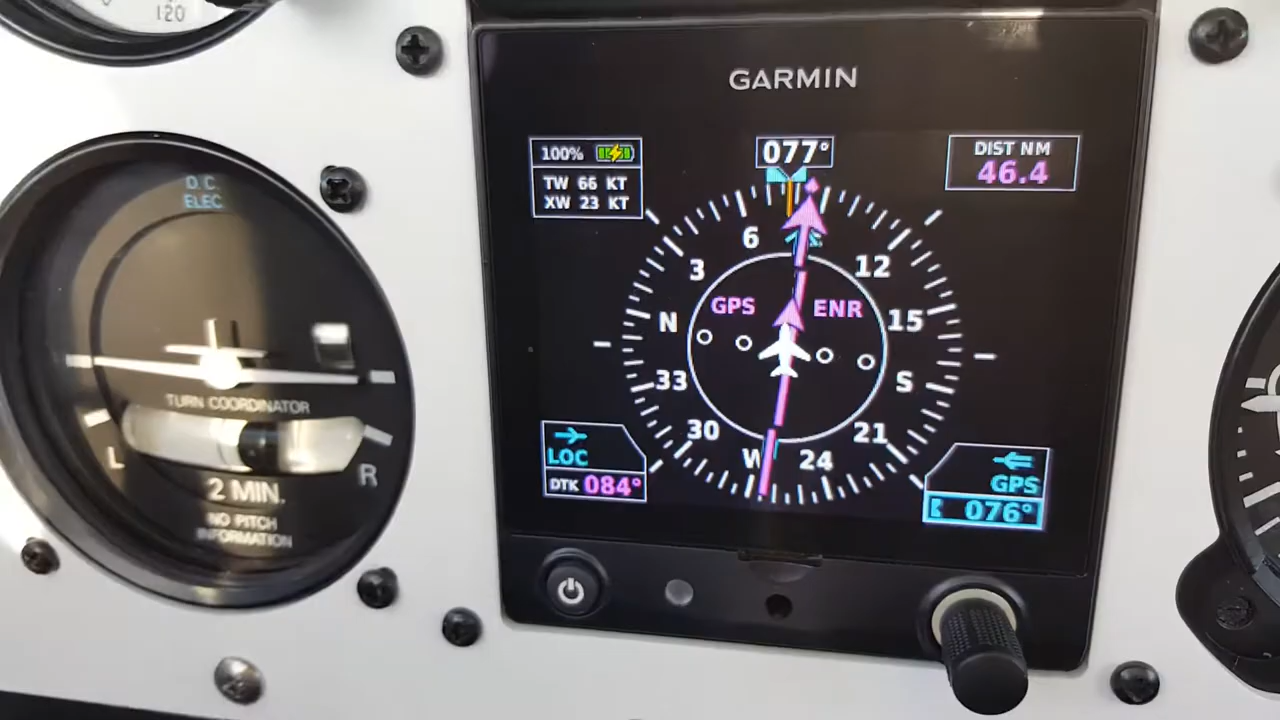 120
D.C.
ELEC.
TURN COORDINATOR
L
R
2 MIN.
NO PITCH
INFORMATION
GARMIN
100%
TW 66 KT
XW 23 KT
077°
DIST NM
46.4
3
6
12
15
S
21
24
W
30
33
N
GPS
ENR
LOC
DTK 084°
GPS
076°